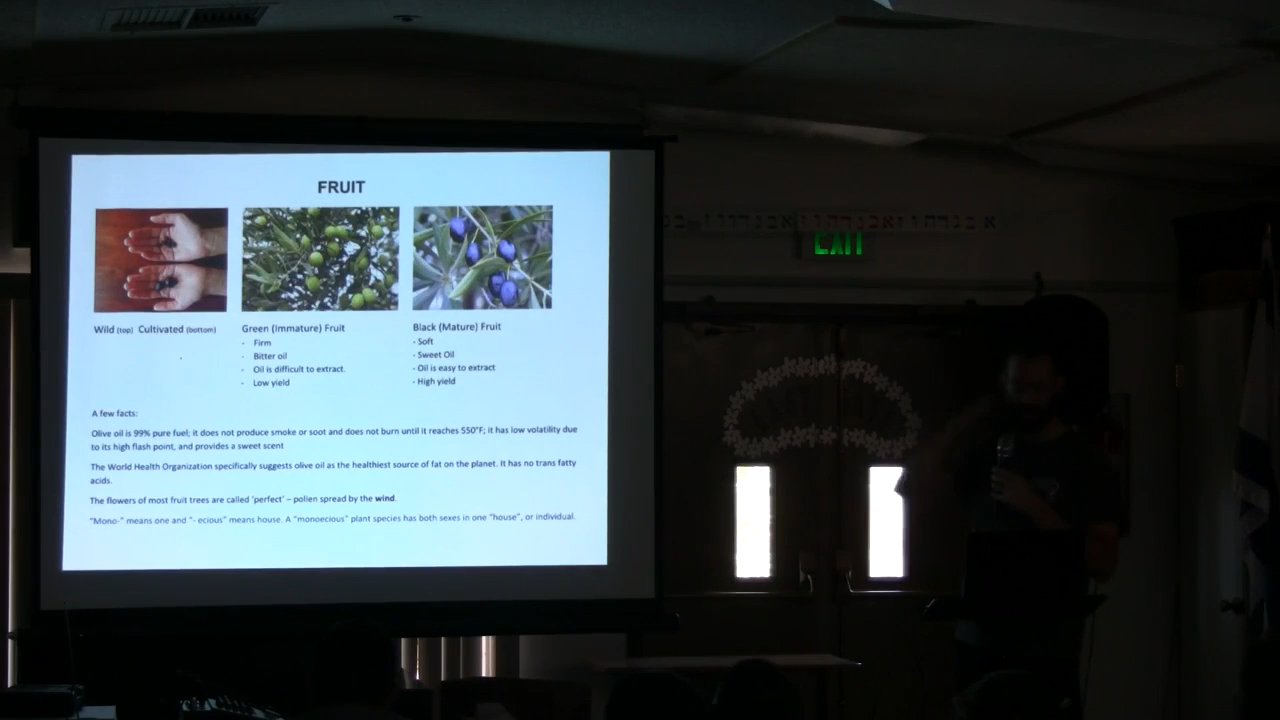 FRUIT
Wild (top) Cultivated (bottom)
Green (Immature) Fruit
- Firm
- Bitter oil
- Oil is difficult to extract.
- Low yield
Black (Mature) Fruit
- Soft
- Sweet Oil
- Oil is easy to extract
- High yield
A few facts:
Olive oil is 99% pure fuel; it does not produce smoke or soot and does not burn until it reaches 550°F; it has low volatility due
to its high flash point, and provides a sweet scent
The World Health Organization specifically suggests olive oil as the healthiest source of fat on the planet. It has no trans fatty
acids.
The flowers of most fruit trees are called 'perfect' – pollen spread by the wind.
"Mono-" means one and "- ecious" means house. A "monoecious" plant species has both sexes in one "house", or individual.
EXIT